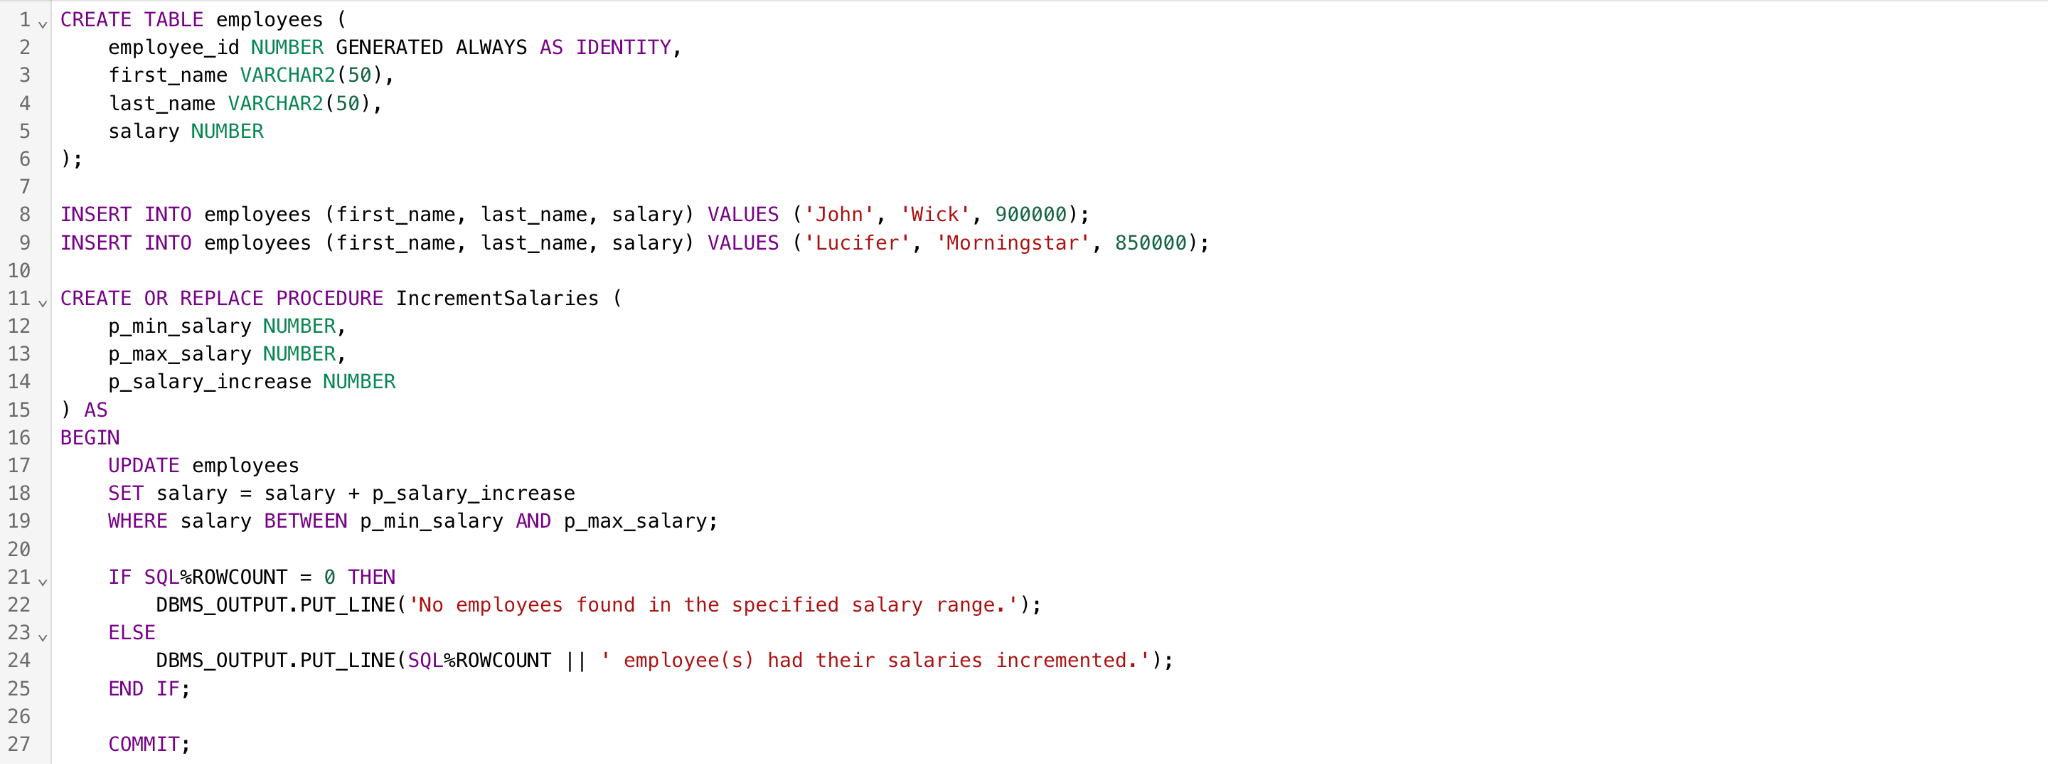 1 CREATE TABLE employees (
2     employee_id NUMBER GENERATED ALWAYS AS IDENTITY,
3     first_name VARCHAR2(50),
4     last_name VARCHAR2(50),
5     salary NUMBER
6 );
7
8 INSERT INTO employees (first_name, last_name, salary) VALUES ('John', 'Wick', 900000);
9 INSERT INTO employees (first_name, last_name, salary) VALUES ('Lucifer', 'Morningstar', 850000);
10
11 CREATE OR REPLACE PROCEDURE IncrementSalaries (
12     p_min_salary NUMBER,
13     p_max_salary NUMBER,
14     p_salary_increase NUMBER
15 ) AS
16 BEGIN
17     UPDATE employees
18     SET salary = salary + p_salary_increase
19     WHERE salary BETWEEN p_min_salary AND p_max_salary;
20
21     IF SQL%ROWCOUNT = 0 THEN
22         DBMS_OUTPUT.PUT_LINE('No employees found in the specified salary range.');
23     ELSE
24         DBMS_OUTPUT.PUT_LINE(SQL%ROWCOUNT || ' employee(s) had their salaries incremented.');
25     END IF;
26
27     COMMIT;